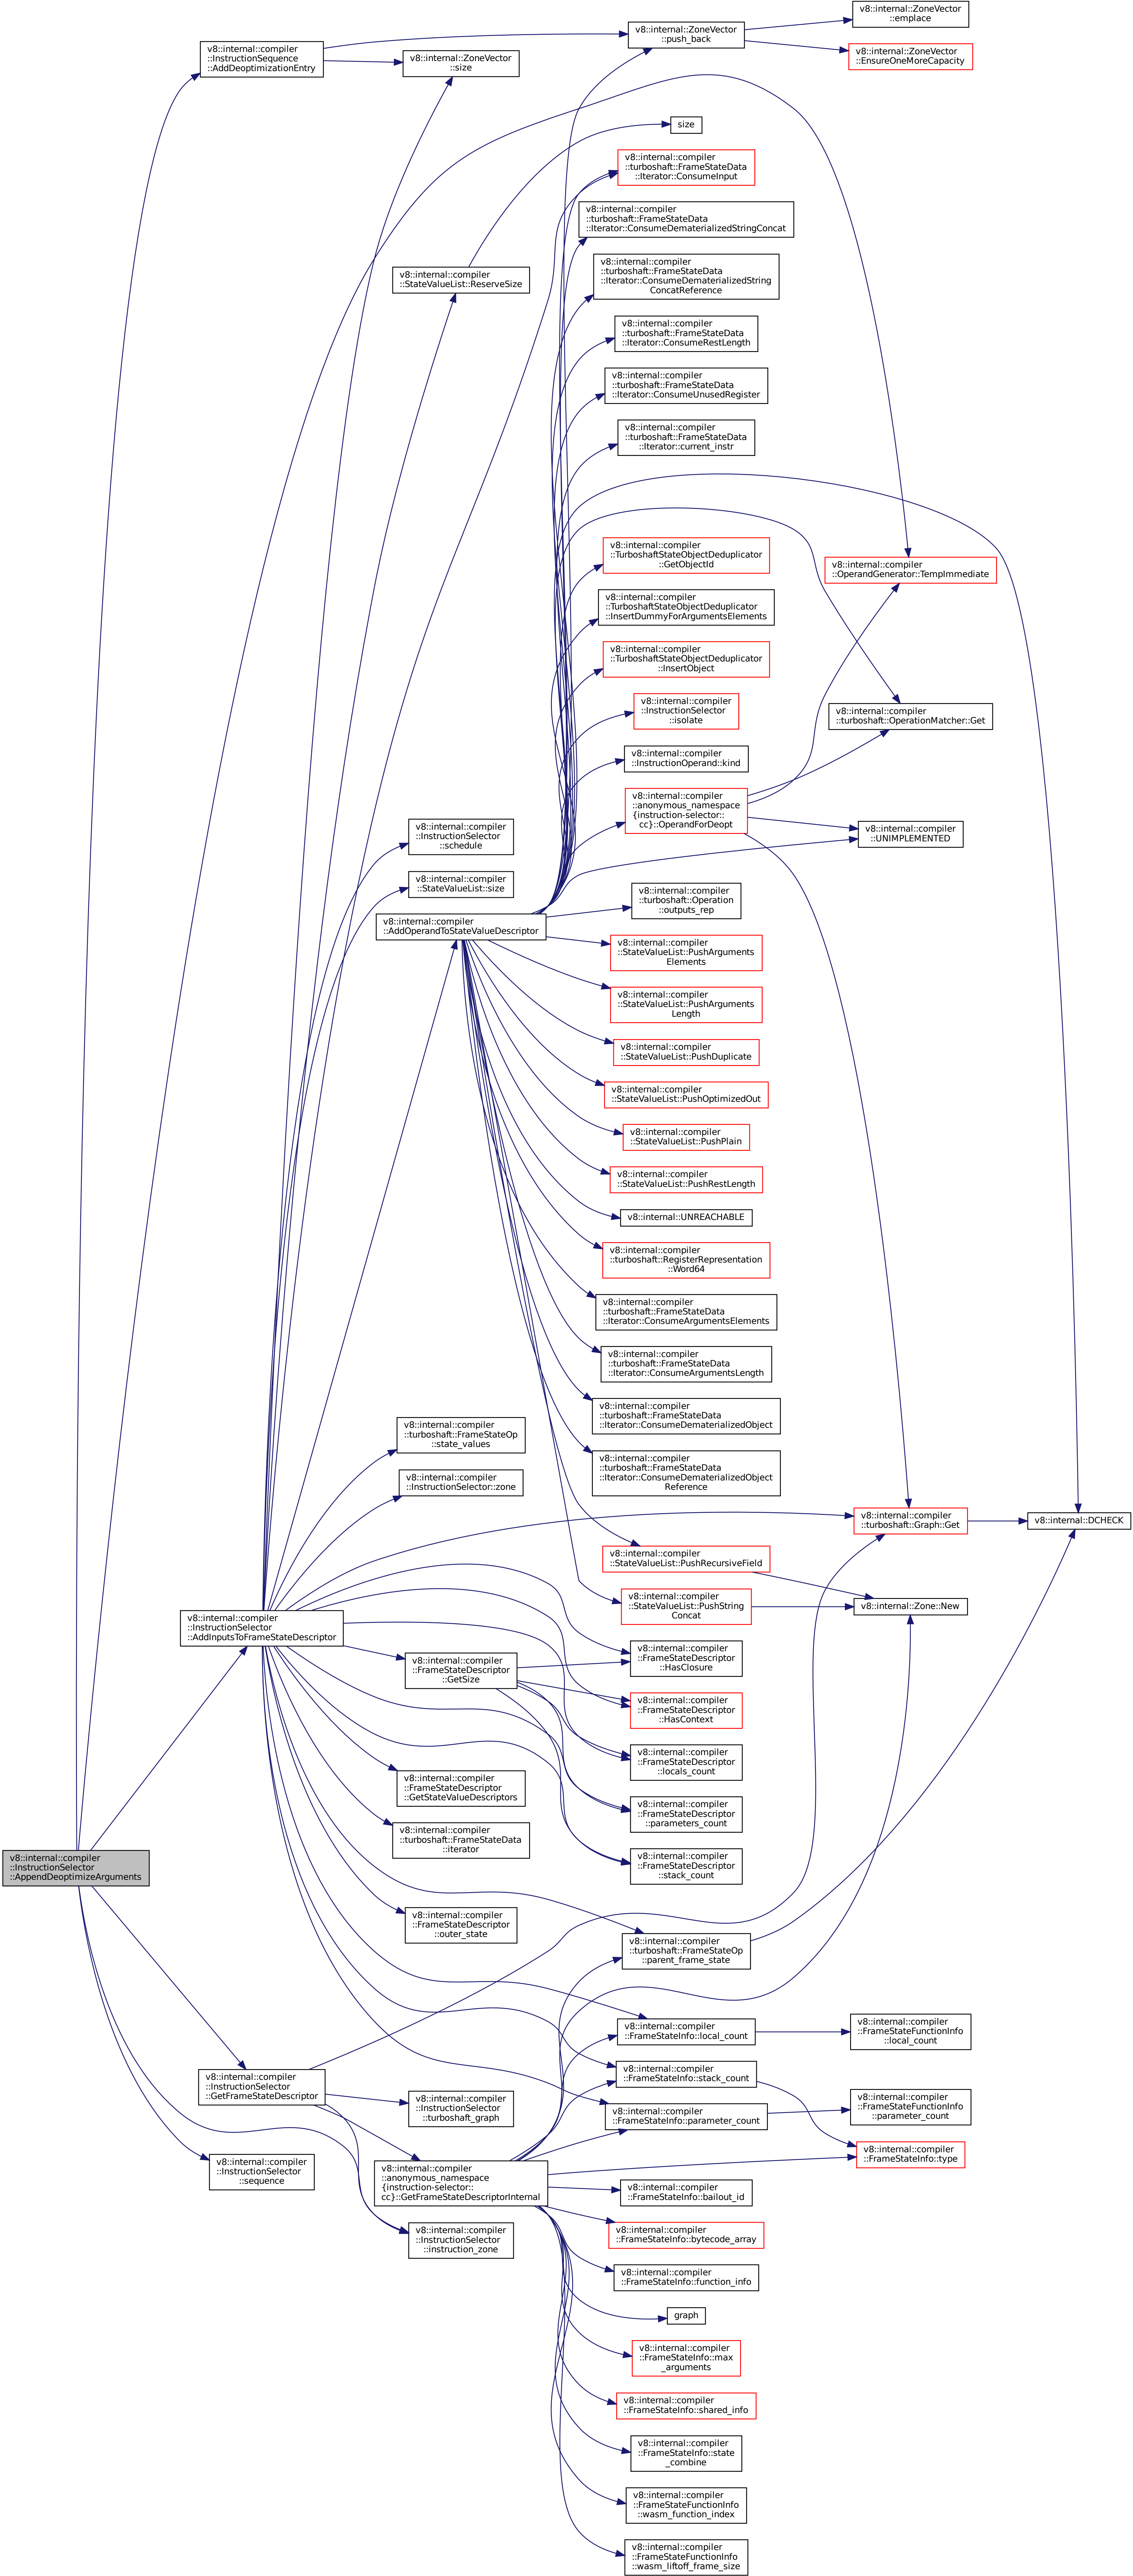 v8::internal::ZoneVector
::emplace
v8::internal::ZoneVector
::push_back
v8::internal::compiler
::InstructionSequence
::AddDeoptimizationEntry
v8::internal::ZoneVector
::size
v8::internal::ZoneVector
::EnsureOneMoreCapacity
size
v8::internal::compiler
::turboshaft::FrameStateData
::Iterator::ConsumeInput
v8::internal::compiler
::turboshaft::FrameStateData
::Iterator::ConsumeDematerializedStringConcat
v8::internal::compiler
::StateValueList::ReserveSize
v8::internal::compiler
::turboshaft::FrameStateData
::Iterator::ConsumeDematerializedString
ConcatReference
v8::internal::compiler
::turboshaft::FrameStateData
::Iterator::ConsumeRestLength
v8::internal::compiler
::turboshaft::FrameStateData
::Iterator::ConsumeUnusedRegister
v8::internal::compiler
::turboshaft::FrameStateData
::Iterator::current_instr
v8::internal::compiler
::TurboshaftStateObjectDeduplicator
::GetObjectId
v8::internal::compiler
::OperandGenerator::TempImmediate
v8::internal::compiler
::TurboshaftStateObjectDeduplicator
::InsertDummyForArgumentsElements
v8::internal::compiler
::TurboshaftStateObjectDeduplicator
::InsertObject
v8::internal::compiler
::InstructionSelector
::isolate
v8::internal::compiler
::turboshaft::OperationMatcher::Get
v8::internal::compiler
::InstructionOperand::kind
v8::internal::compiler
::anonymous_namespace
{instruction-selector::
cc}::OperandForDeopt
v8::internal::compiler
::InstructionSelector
::schedule
v8::internal::compiler
::UNIMPLEMENTED
v8::internal::compiler
::StateValueList::size
v8::internal::compiler
::turboshaft::Operation
::outputs_rep
v8::internal::compiler
::AddOperandToStateValueDescriptor
v8::internal::compiler
::StateValueList::PushArguments
Elements
v8::internal::compiler
::StateValueList::PushArguments
Length
v8::internal::compiler
::StateValueList::PushDuplicate
v8::internal::compiler
::StateValueList::PushOptimizedOut
v8::internal::compiler
::StateValueList::PushPlain
v8::internal::compiler
::StateValueList::PushRestLength
v8::internal::UNREACHABLE
v8::internal::compiler
::turboshaft::RegisterRepresentation
::Word64
v8::internal::compiler
::turboshaft::FrameStateData
::Iterator::ConsumeArgumentsElements
v8::internal::compiler
::turboshaft::FrameStateData
::Iterator::ConsumeArgumentsLength
v8::internal::compiler
::turboshaft::FrameStateData
::Iterator::ConsumeDematerializedObject
v8::internal::compiler
::turboshaft::FrameStateOp
::state_values
v8::internal::compiler
::turboshaft::FrameStateData
::Iterator::ConsumeDematerializedObject
Reference
v8::internal::compiler
::InstructionSelector::zone
v8::internal::compiler
::turboshaft::Graph::Get
v8::internal::DCHECK
v8::internal::compiler
::StateValueList::PushRecursiveField
v8::internal::compiler
::StateValueList::PushString
Concat
v8::internal::Zone::New
v8::internal::compiler
::InstructionSelector
::AddInputsToFrameStateDescriptor
v8::internal::compiler
::FrameStateDescriptor
::HasClosure
v8::internal::compiler
::FrameStateDescriptor
::GetSize
v8::internal::compiler
::FrameStateDescriptor
::HasContext
v8::internal::compiler
::FrameStateDescriptor
::locals_count
v8::internal::compiler
::FrameStateDescriptor
::GetStateValueDescriptors
v8::internal::compiler
::FrameStateDescriptor
::parameters_count
v8::internal::compiler
::turboshaft::FrameStateData
::iterator
v8::internal::compiler
::FrameStateDescriptor
::stack_count
v8::internal::compiler
::InstructionSelector
::AppendDeoptimizeArguments
v8::internal::compiler
::FrameStateDescriptor
::outer_state
v8::internal::compiler
::turboshaft::FrameStateOp
::parent_frame_state
v8::internal::compiler
::FrameStateInfo::local_count
v8::internal::compiler
::FrameStateFunctionInfo
::local_count
v8::internal::compiler
::FrameStateInfo::stack_count
v8::internal::compiler
::InstructionSelector
::GetFrameStateDescriptor
v8::internal::compiler
::InstructionSelector
::turboshaft_graph
v8::internal::compiler
::FrameStateInfo::parameter_count
v8::internal::compiler
::FrameStateFunctionInfo
::parameter_count
v8::internal::compiler
::FrameStateInfo::type
v8::internal::compiler
::InstructionSelector
::sequence
v8::internal::compiler
::anonymous_namespace
{instruction-selector::
cc}::GetFrameStateDescriptorInternal
v8::internal::compiler
::FrameStateInfo::bailout_id
v8::internal::compiler
::InstructionSelector
::instruction_zone
v8::internal::compiler
::FrameStateInfo::bytecode_array
v8::internal::compiler
::FrameStateInfo::function_info
graph
v8::internal::compiler
::FrameStateInfo::max
_arguments
v8::internal::compiler
::FrameStateInfo::shared_info
v8::internal::compiler
::FrameStateInfo::state
_combine
v8::internal::compiler
::FrameStateFunctionInfo
::wasm_function_index
v8::internal::compiler
::FrameStateFunctionInfo
::wasm_liftoff_frame_size